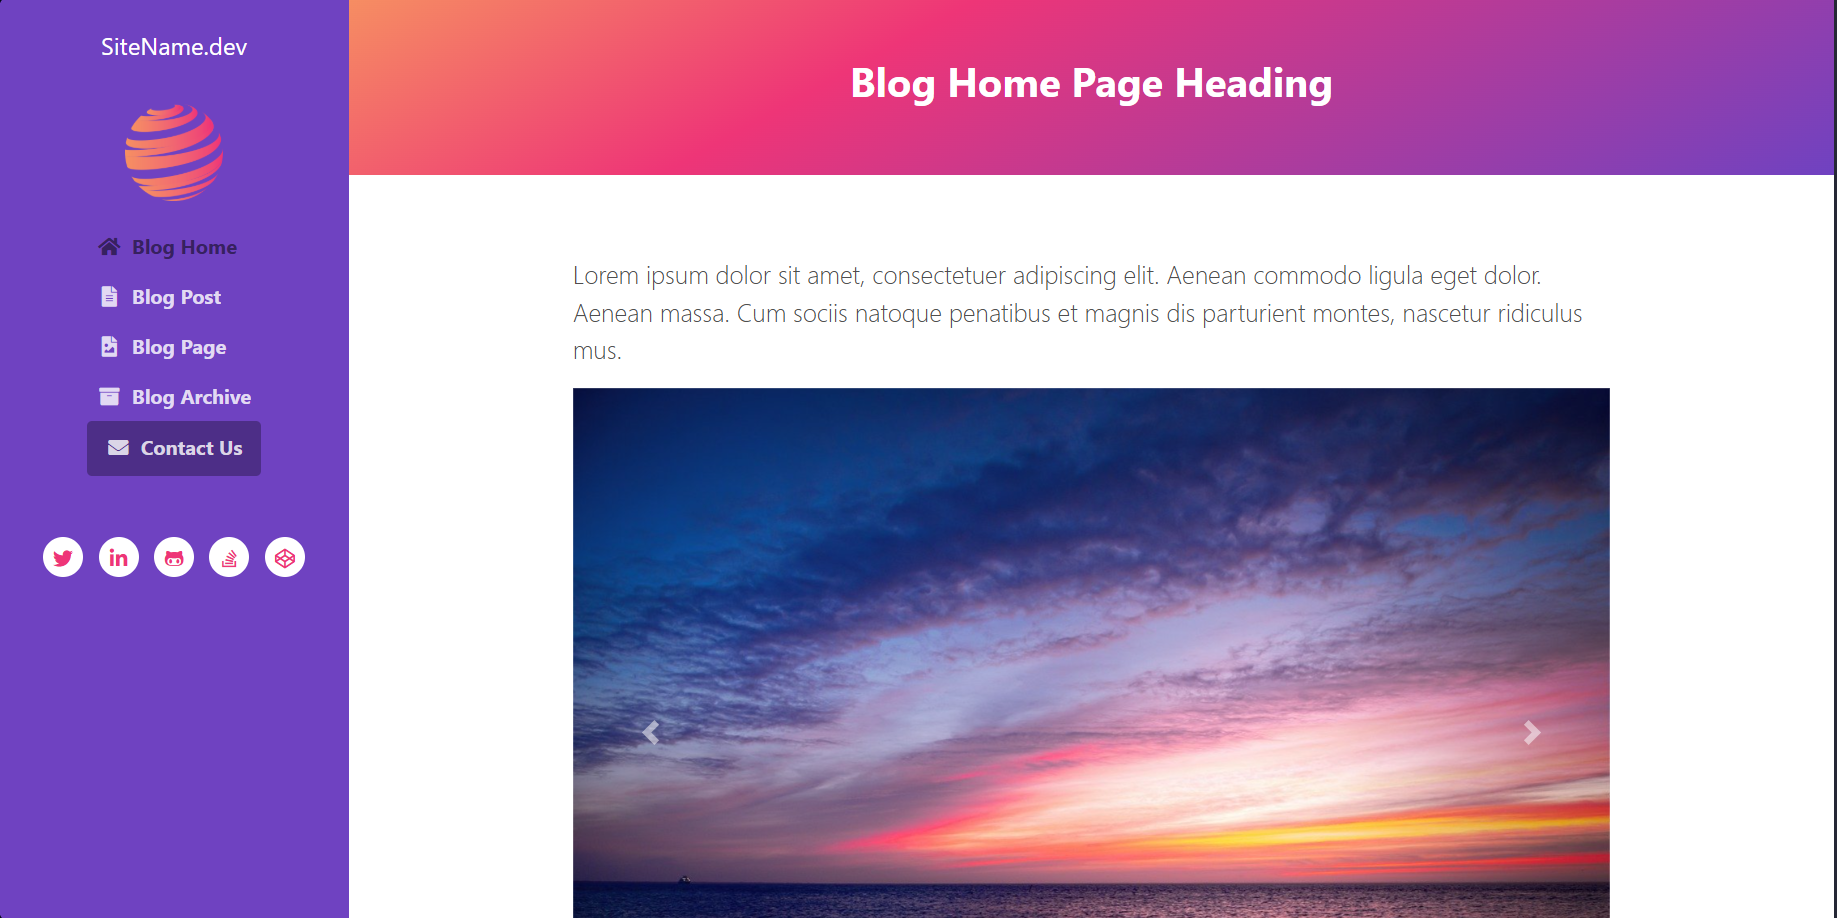 SiteName.dev
Blog Home
Blog Post
Blog Page
Blog Archive
Contact Us
in
Blog Home Page Heading
Lorem ipsum dolor sit amet, consectetuer adipiscing elit. Aenean commodo ligula eget dolor.
Aenean massa. Cum sociis natoque penatibus et magnis dis parturient montes, nascetur ridiculus
mus.